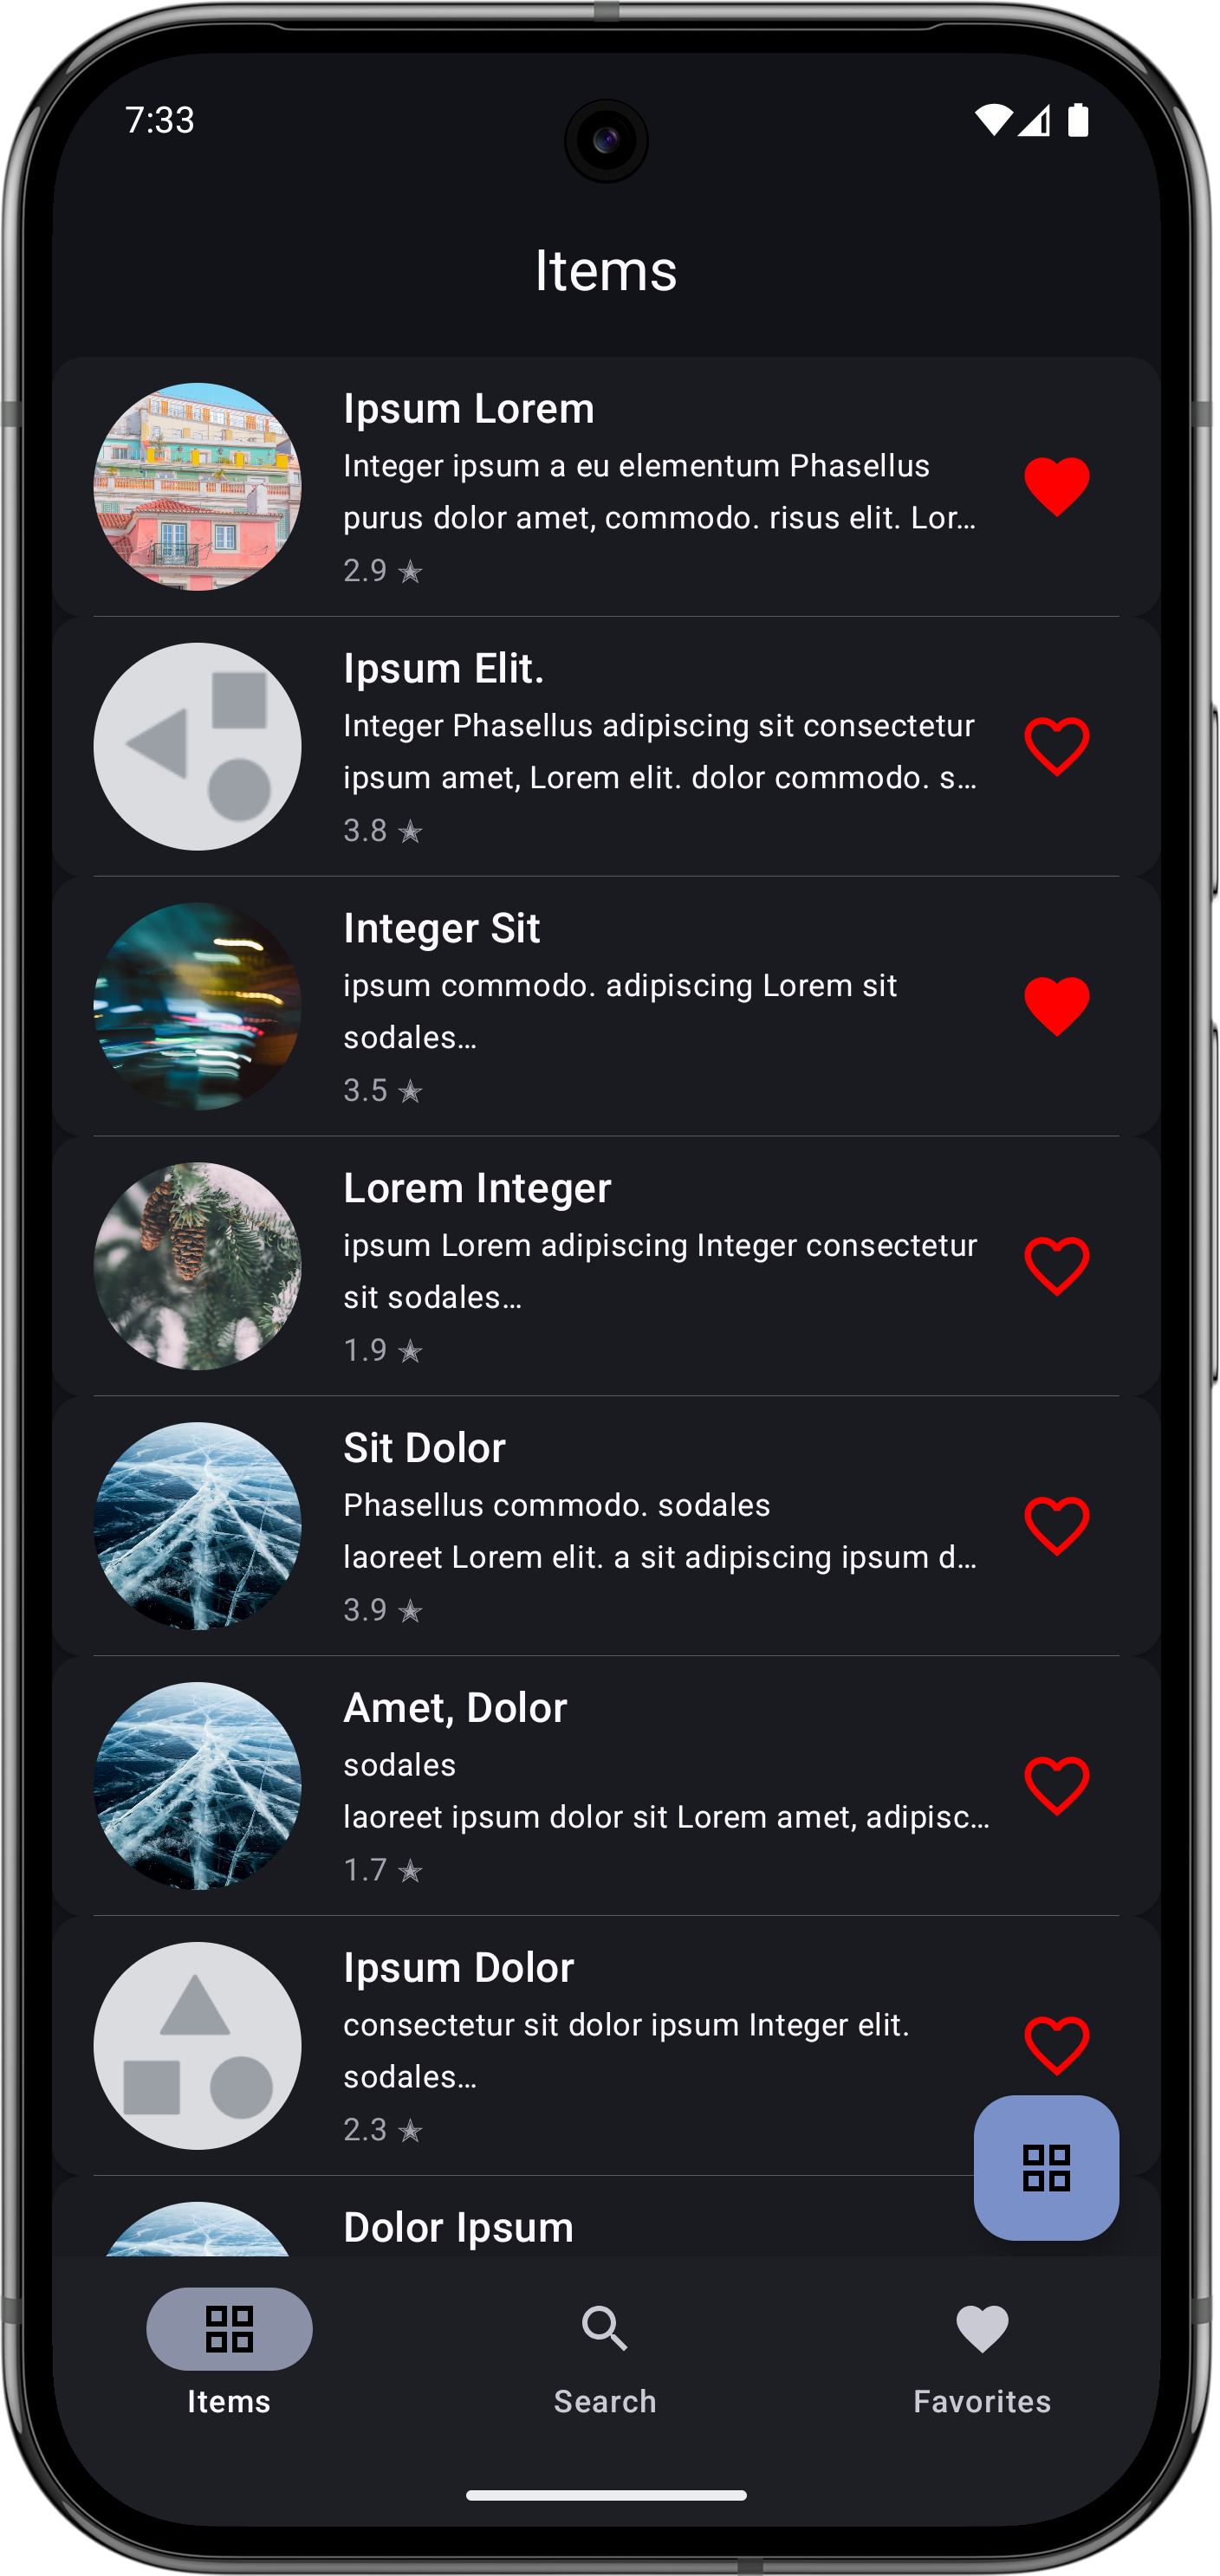 7:33
Items
Ipsum Lorem
Integer ipsum a eu elementum Phasellus
purus dolor amet, commodo. risus elit. Lor...
2.9 ★
Ipsum Elit.
Integer Phasellus adipiscing sit consectetur
ipsum amet, Lorem elit. dolor commodo. s...
3.8 ★
Integer Sit
ipsum commodo. adipiscing Lorem sit
sodales...
3.5 ★
Lorem Integer
ipsum Lorem adipiscing Integer consectetur
sit sodales...
1.9 ★
Sit Dolor
Phasellus commodo. sodales
laoreet Lorem elit. a sit adipiscing ipsum d...
3.9 ★
Amet, Dolor
sodales
laoreet ipsum dolor sit Lorem amet, adipisc...
1.7 ★
Ipsum Dolor
consectetur sit dolor ipsum Integer elit.
sodales...
2.3 ★
Dolor Ipsum
Items
Search
Favorites